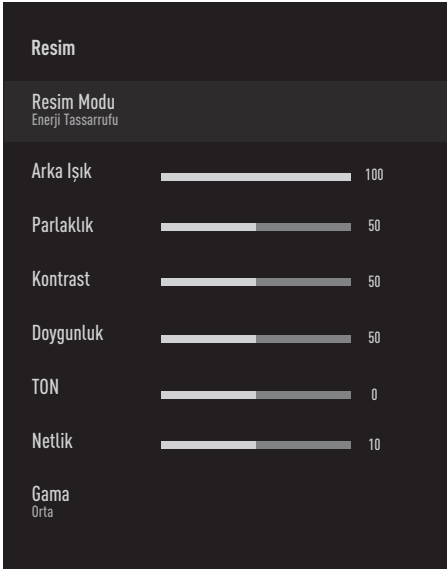 Resim
Resim Modu
Enerji Tassarrufu
Arka Işık 100
Parlaklık 50
Kontrast 50
Doygunluk 50
TON 0
Netlik 10
Gama
Orta